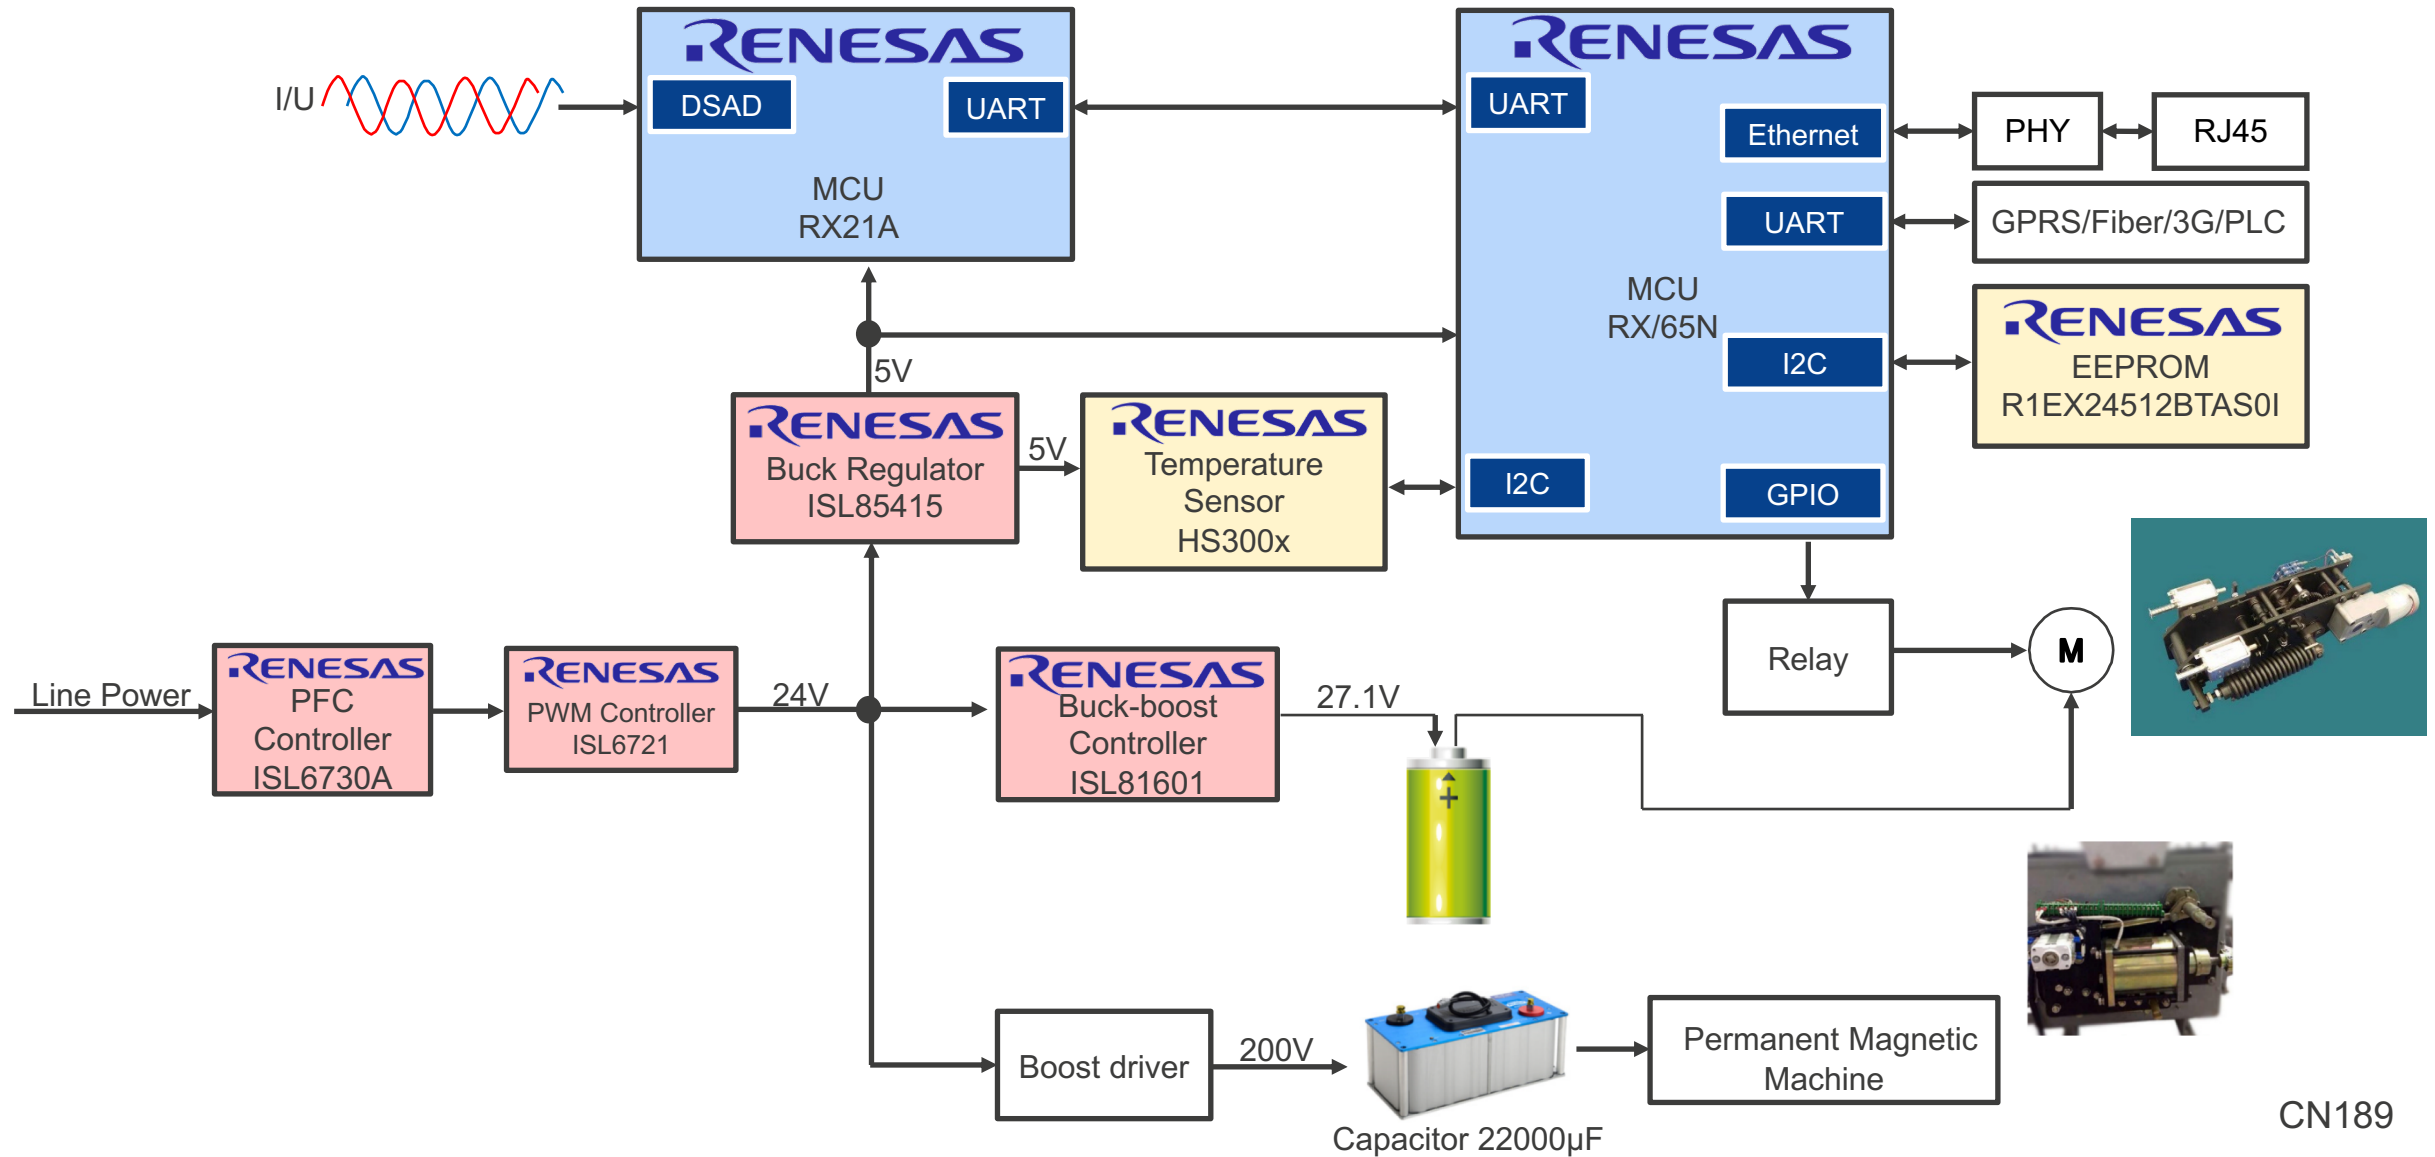 RENESAS
DSAD
UART
MCU
RX21A
I/U
RENESAS
UART
Ethernet
UART
MCU
RX/65N
I2C
I2C
GPIO
PHY
RJ45
GPRS/Fiber/3G/PLC
RENESAS
EEPROM
R1EX24512BTAS0I
5V
RENESAS
Buck Regulator
ISL85415
5V
RENESAS
Temperature
Sensor
HS300x
Line Power
RENESAS
PFC
Controller
ISL6730A
RENESAS
PWM Controller
ISL6721
24V
RENESAS
Buck-boost
Controller
ISL81601
27.1V
+
Relay
M
Boost driver
200V
Capacitor 22000μF
Permanent Magnetic
Machine
CN189